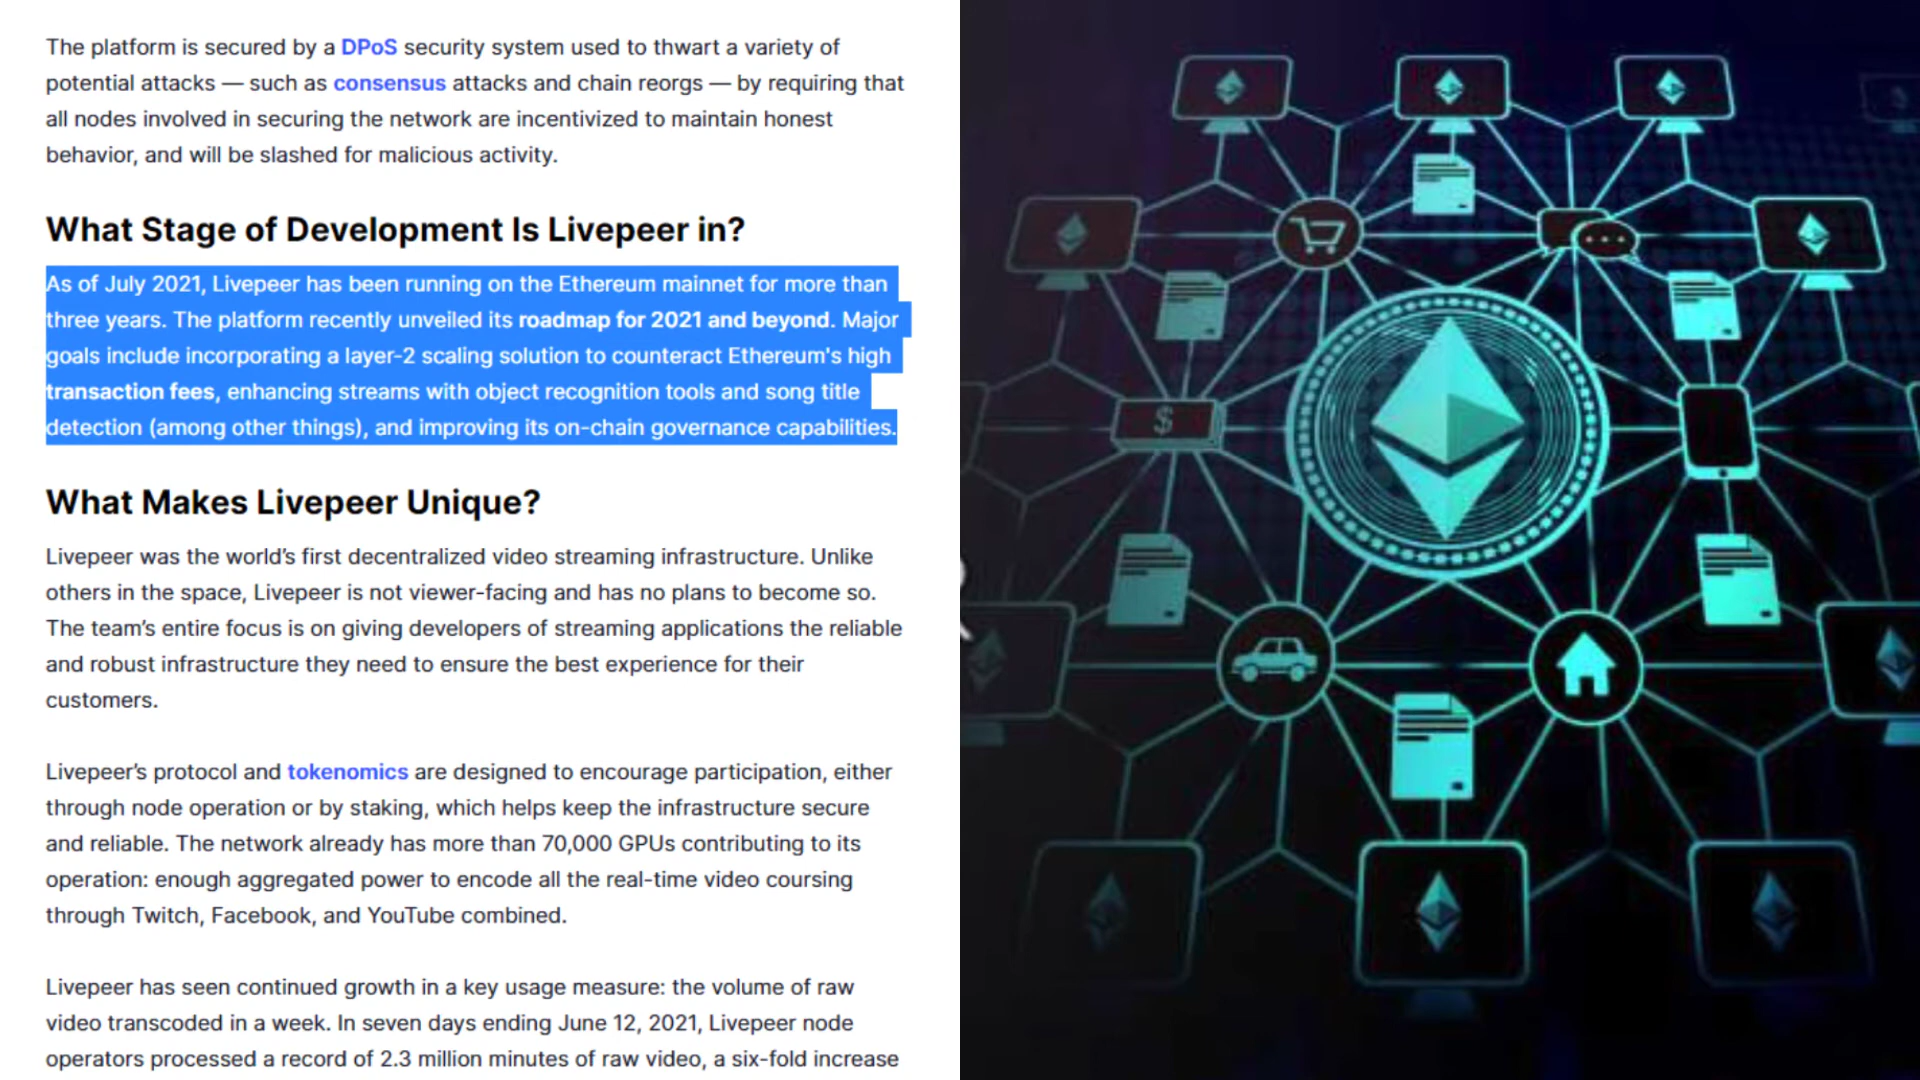 The platform is secured by a DPoS security system used to thwart a variety of
potential attacks — such as consensus attacks and chain reorgs — by requiring that
all nodes involved in securing the network are incentivized to maintain honest
behavior, and will be slashed for malicious activity.
What Stage of Development Is Livepeer in?
As of July 2021, Livepeer has been running on the Ethereum mainnet for more than
three years. The platform recently unveiled its roadmap for 2021 and beyond. Major
goals include incorporating a layer-2 scaling solution to counteract Ethereum's high
transaction fees, enhancing streams with object recognition tools and song title
detection (among other things), and improving its on-chain governance capabilities.
What Makes Livepeer Unique?
Livepeer was the world’s first decentralized video streaming infrastructure. Unlike
others in the space, Livepeer is not viewer-facing and has no plans to become so.
The team’s entire focus is on giving developers of streaming applications the reliable
and robust infrastructure they need to ensure the best experience for their
customers.
Livepeer’s protocol and tokenomics are designed to encourage participation, either
through node operation or by staking, which helps keep the infrastructure secure
and reliable. The network already has more than 70,000 GPUs contributing to its
operation: enough aggregated power to encode all the real-time video coursing
through Twitch, Facebook, and YouTube combined.
Livepeer has seen continued growth in a key usage measure: the volume of raw
video transcoded in a week. In seven days ending June 12, 2021, Livepeer node
operators processed a record of 2.3 million minutes of raw video, a six-fold increase
$